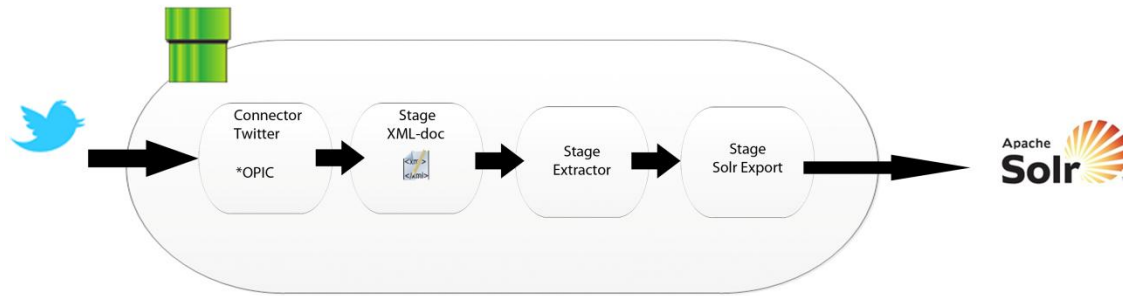 Connector
Twitter
*OPIC
Stage
XML-doc
Stage
Extractor
Stage
Solr Export
Apache
Solr